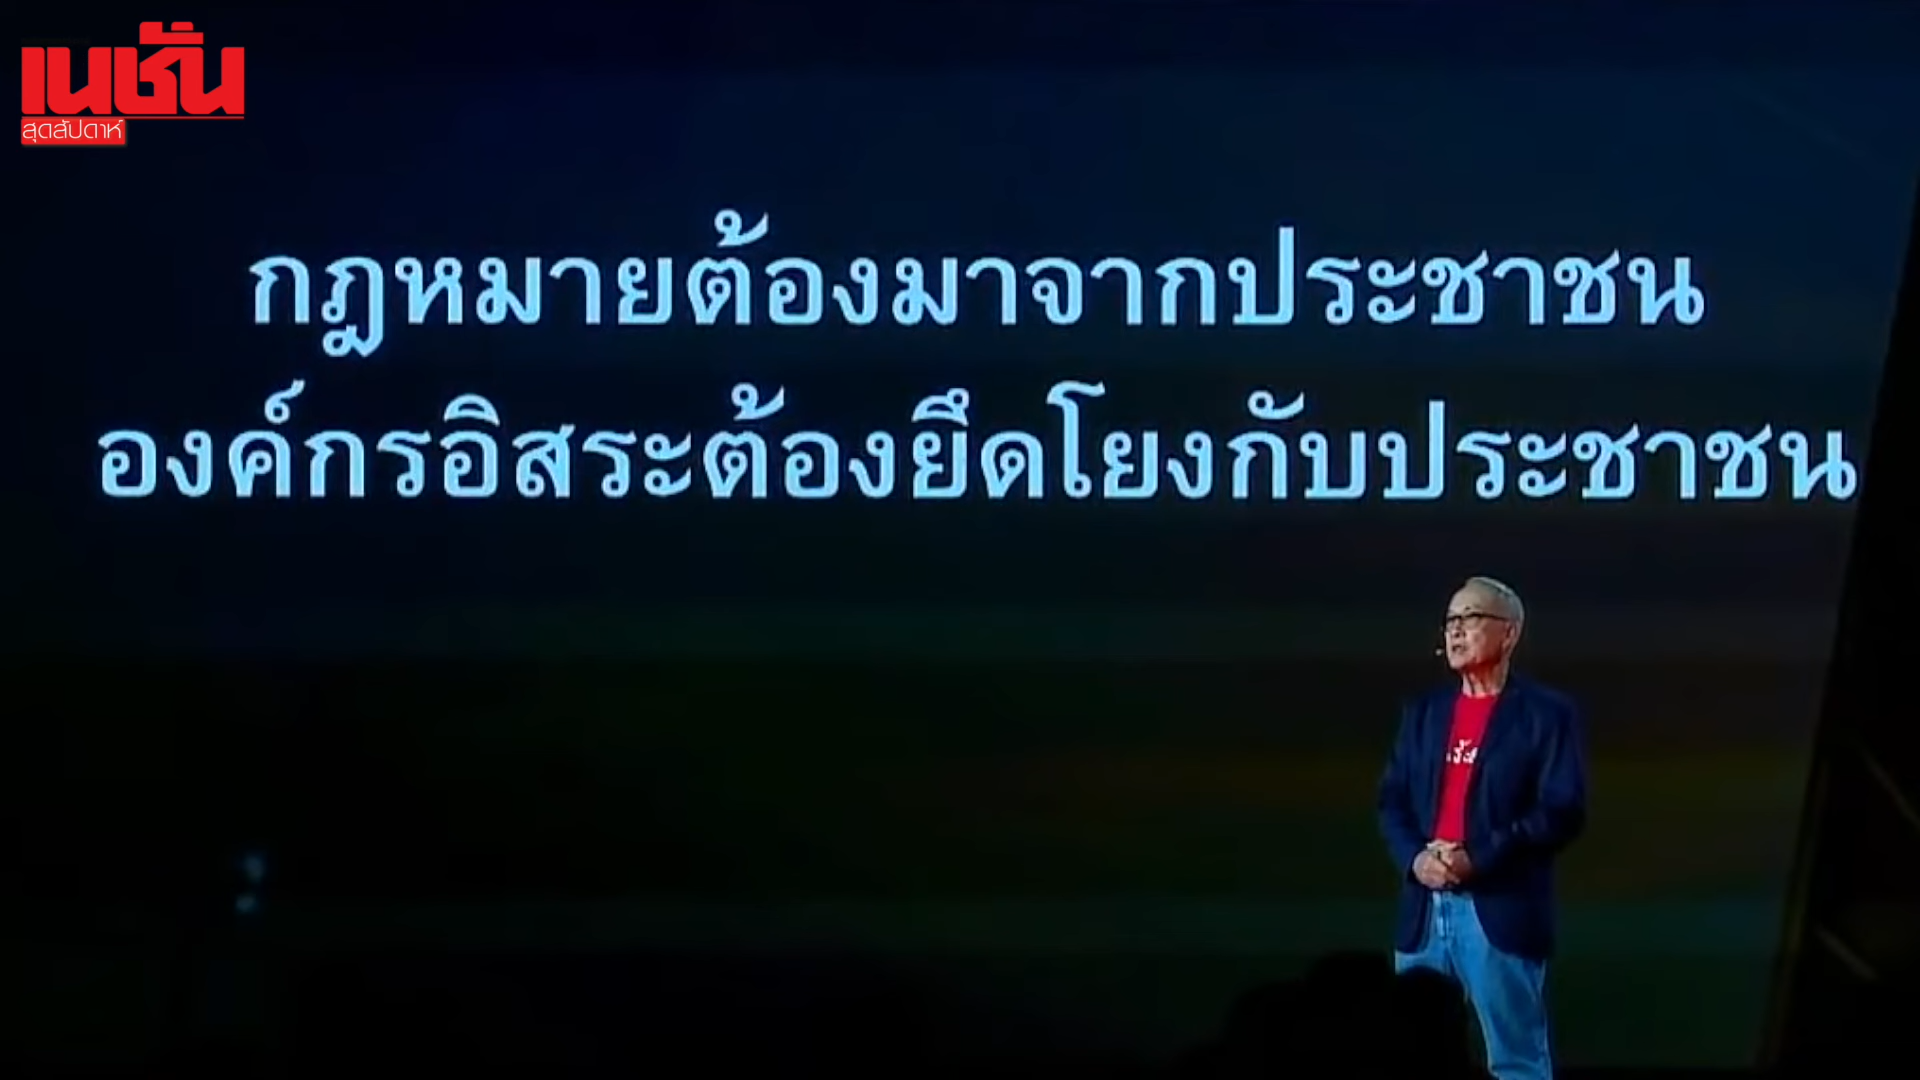 เนชั่น
สุดสัปดาห์
กฎหมายต้องมาจากประชาชน
องค์กรอิสระต้องยึดโยงกับประชาชน